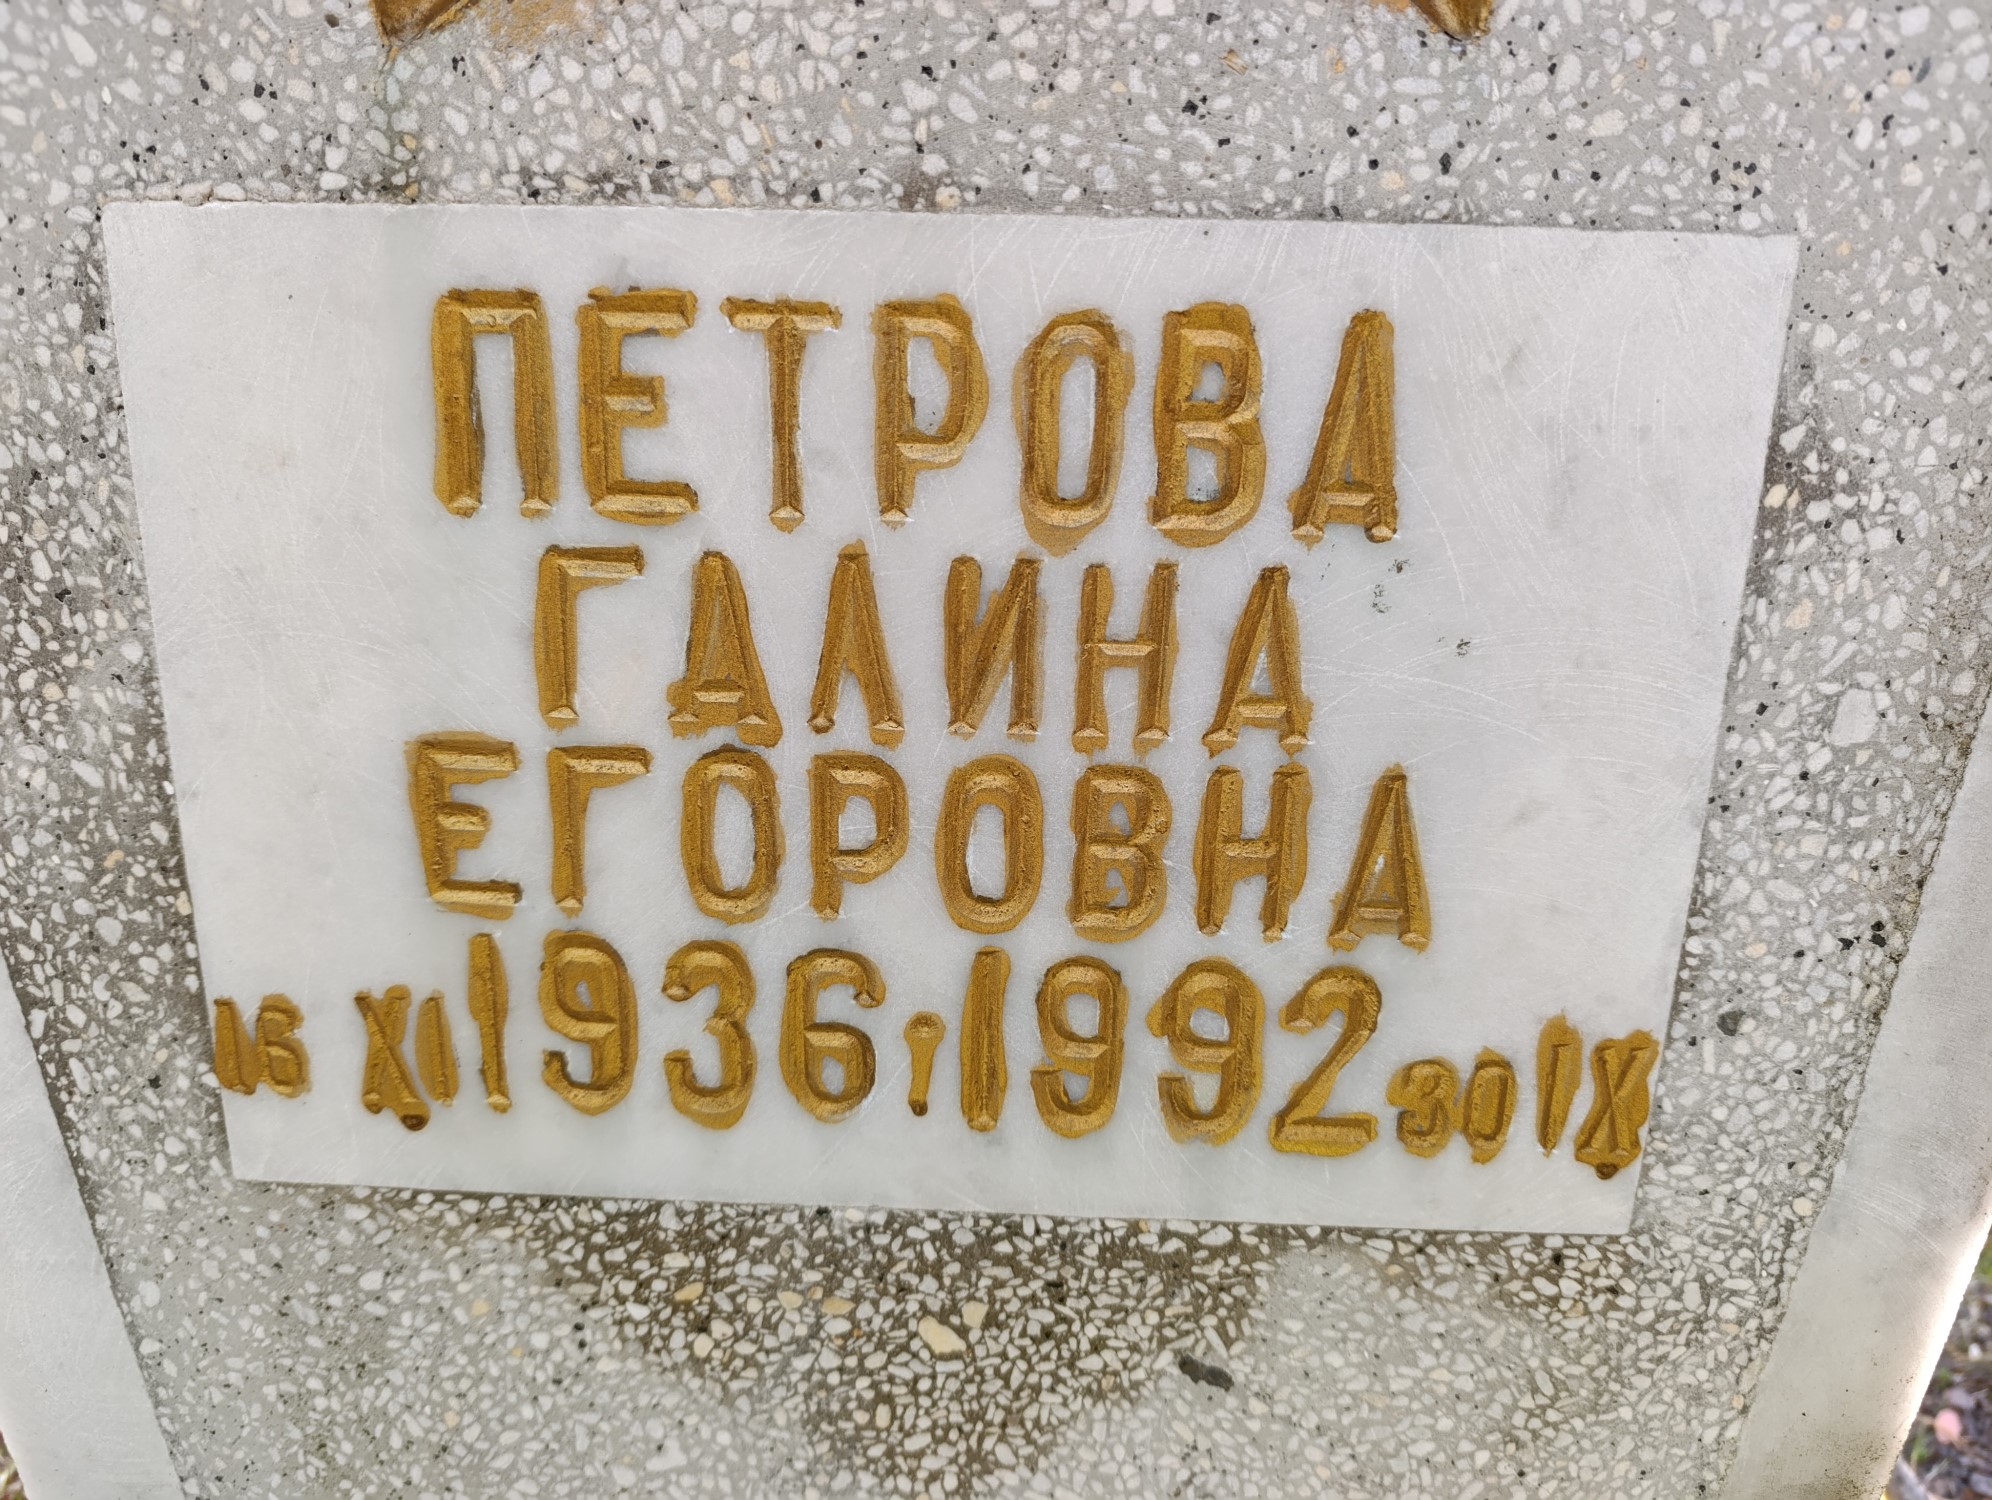 ПЕТРОВА
ГАЛИНА
ЕГОРОВНА
16 XI 1936 - 1992 30 IX